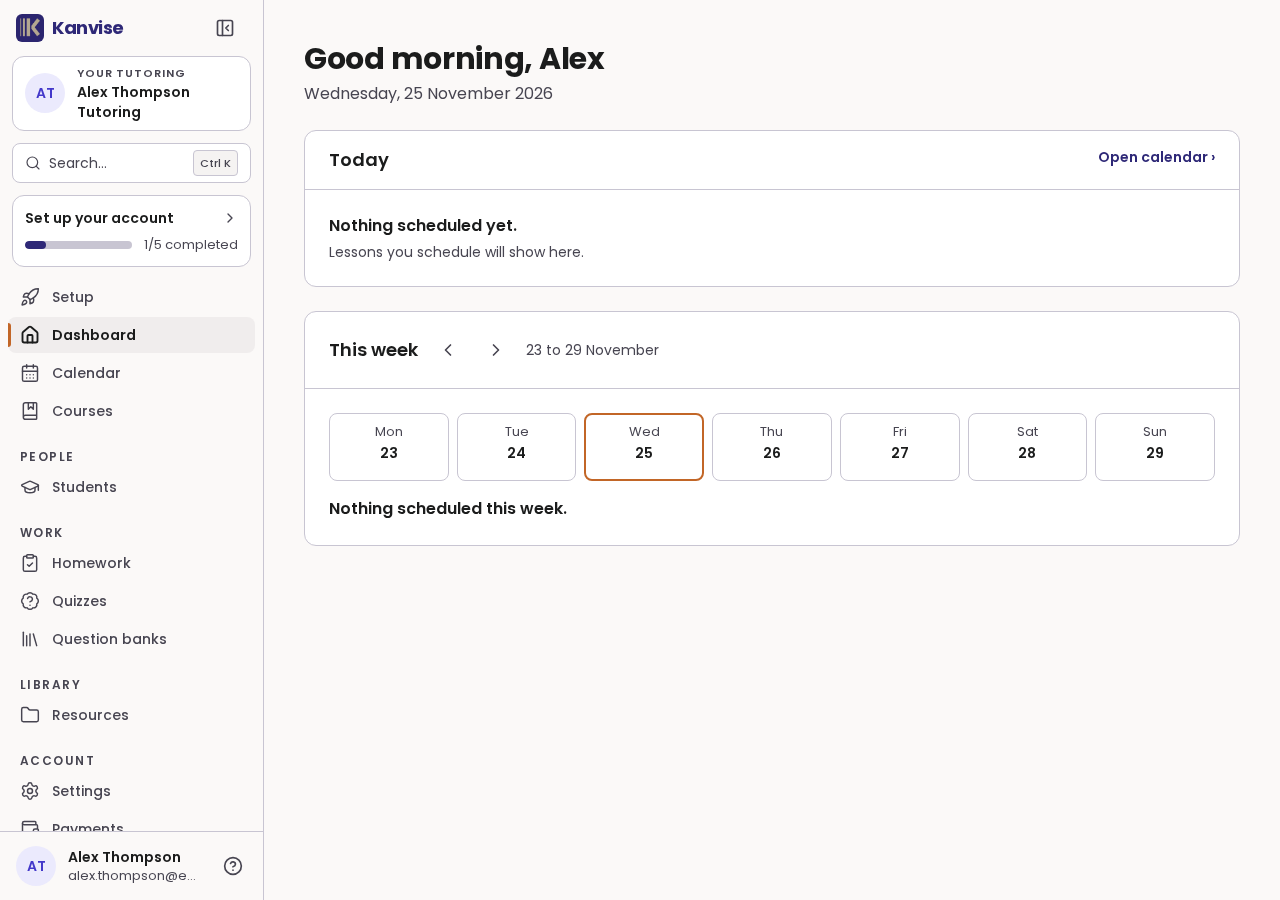 Kanvise
YOUR TUTORING
AT
Alex Thompson
Tutoring
Search...
Ctrl K
Set up your account
1/5 completed
Setup
Dashboard
Calendar
Courses
PEOPLE
Students
WORK
Homework
Quizzes
Question banks
LIBRARY
Resources
ACCOUNT
Settings
Payments
AT
Alex Thompson
alex.thompson@e...
Good morning, Alex
Wednesday, 25 November 2026
Today
Open calendar ›
Nothing scheduled yet.
Lessons you schedule will show here.
This week
23 to 29 November
Mon Tue Wed Thu Fri Sat Sun
23 24 25 26 27 28 29
Nothing scheduled this week.